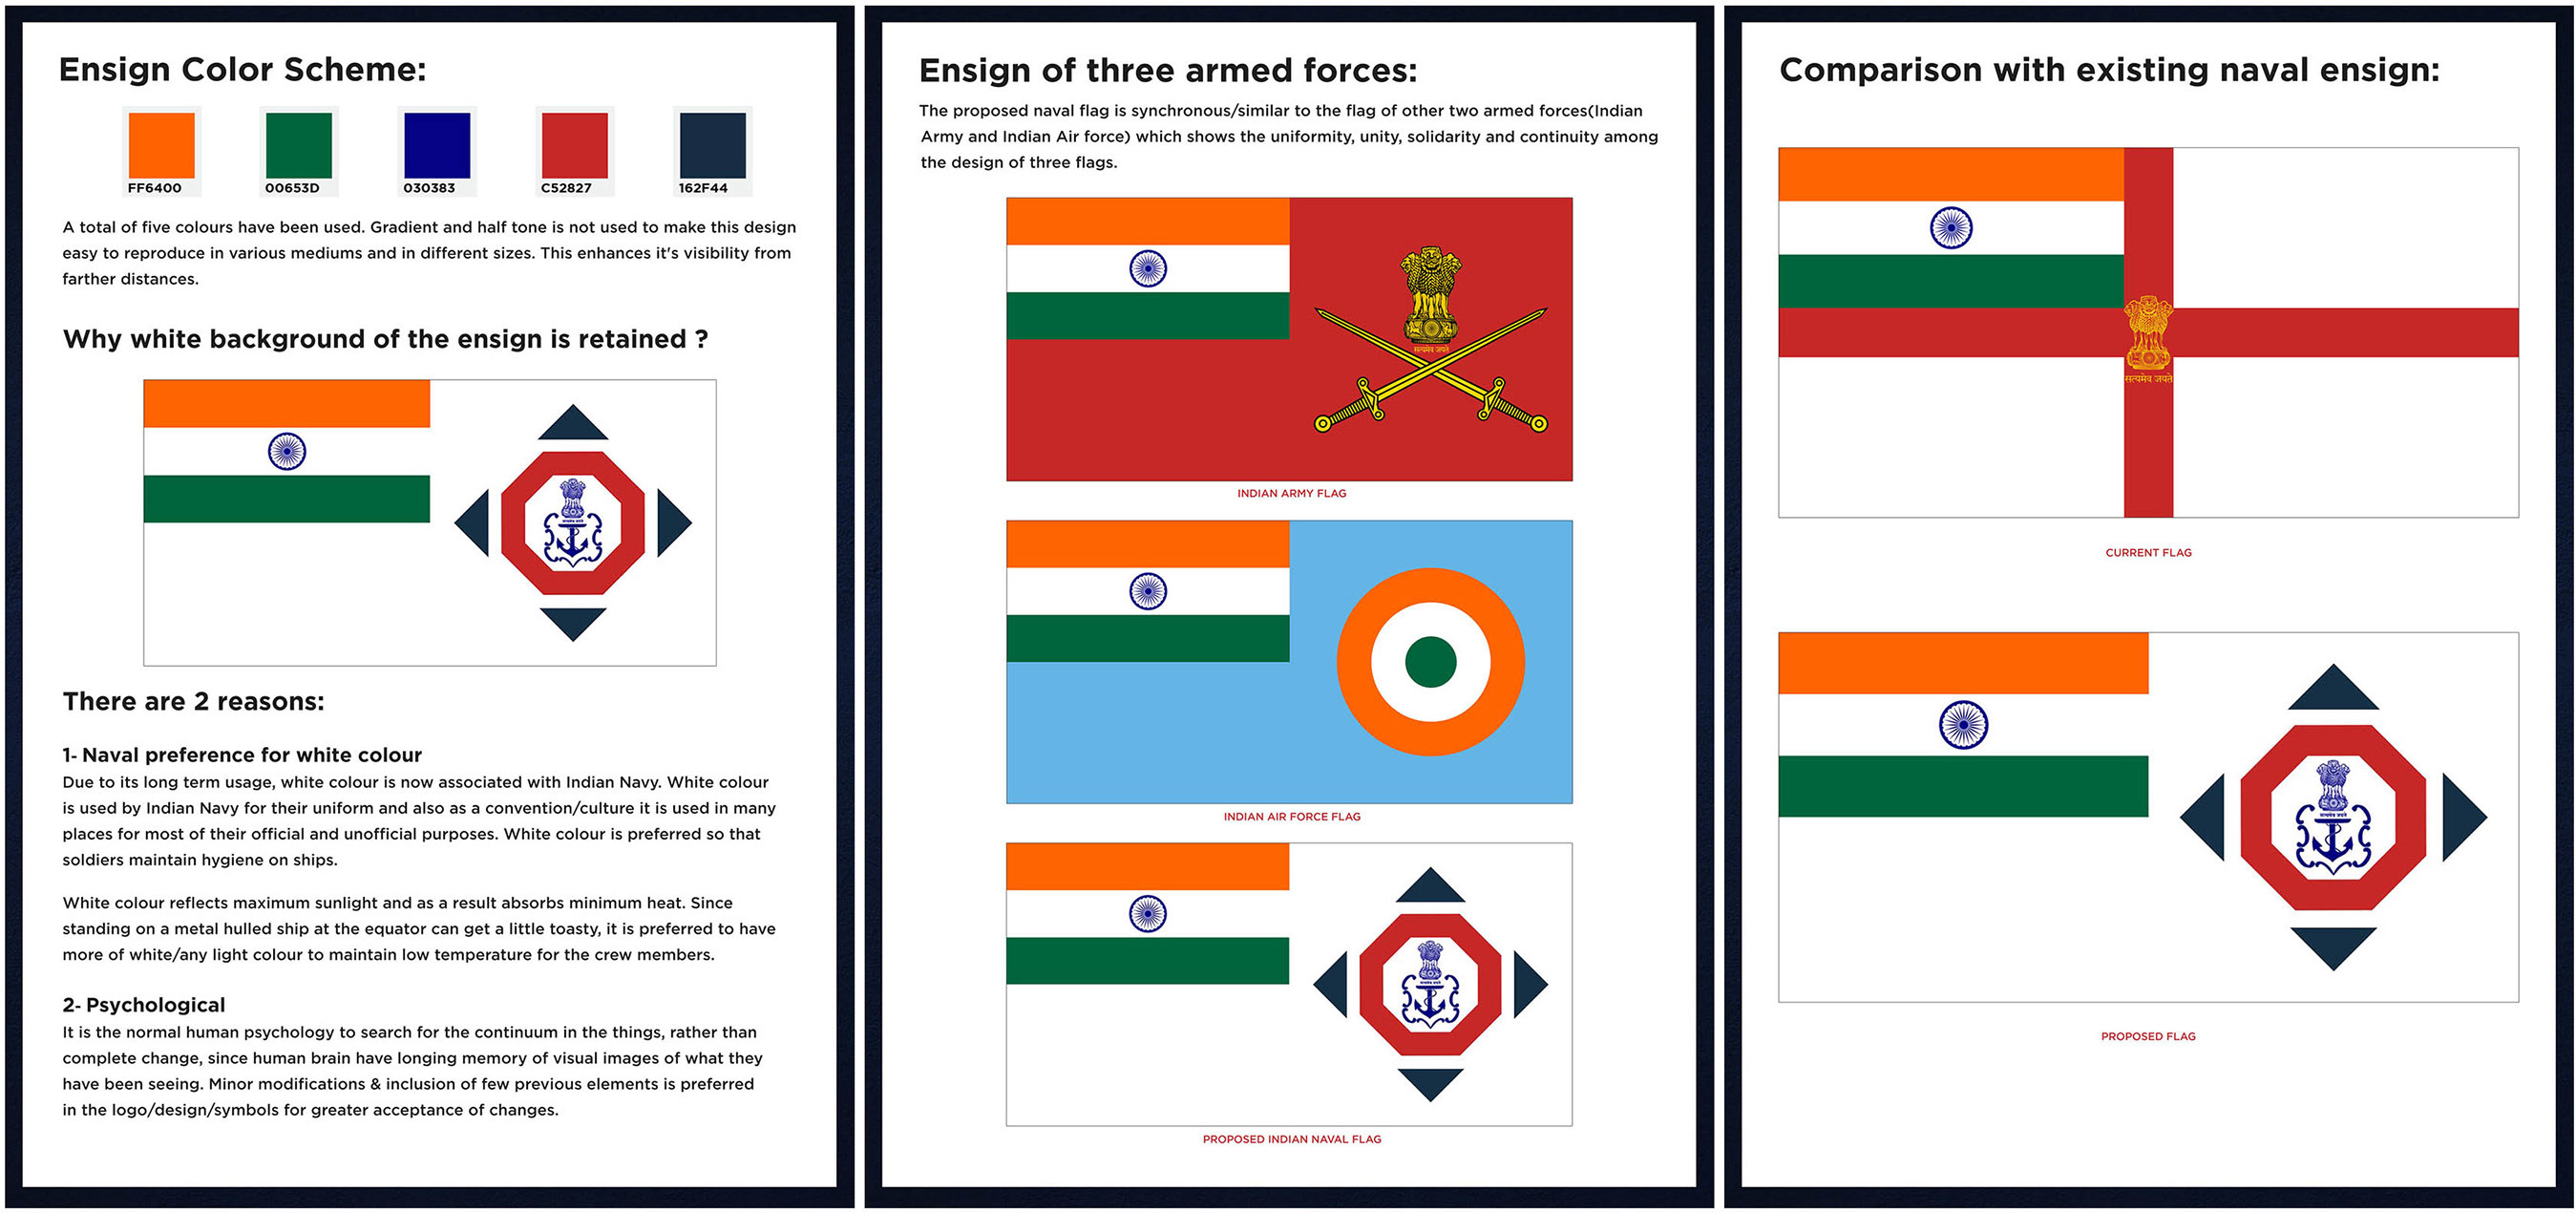 Ensign Color Scheme:
FF6400
00653D
030383
C52827
162F44
A total of five colours have been used. Gradient and half tone is not used to make this design
easy to reproduce in various mediums and in different sizes. This enhances it's visibility from
farther distances.
Why white background of the ensign is retained ?
सत्यमेव जयते
There are 2 reasons:
1- Naval preference for white colour
Due to its long term usage, white colour is now associated with Indian Navy. White colour
is used by Indian Navy for their uniform and also as a convention/culture it is used in many
places for most of their official and unofficial purposes. White colour is preferred so that
soldiers maintain hygiene on ships.
White colour reflects maximum sunlight and as a result absorbs minimum heat. Since
standing on a metal hulled ship at the equator can get a little toasty, it is preferred to have
more of white/any light colour to maintain low temperature for the crew members.
2- Psychological
It is the normal human psychology to search for the continuum in the things, rather than
complete change, since human brain have longing memory of visual images of what they
have been seeing. Minor modifications & inclusion of few previous elements is preferred
in the logo/design/symbols for greater acceptance of changes.
Ensign of three armed forces:
The proposed naval flag is synchronous/similar to the flag of other two armed forces(Indian
Army and Indian Air force) which shows the uniformity, unity, solidarity and continuity among
the design of three flags.
सत्यमेव जयते
INDIAN ARMY FLAG
INDIAN AIR FORCE FLAG
सत्यमेव जयते
PROPOSED INDIAN NAVAL FLAG
Comparison with existing naval ensign:
सत्यमेव जयते
CURRENT FLAG
सत्यमेव जयते
PROPOSED FLAG